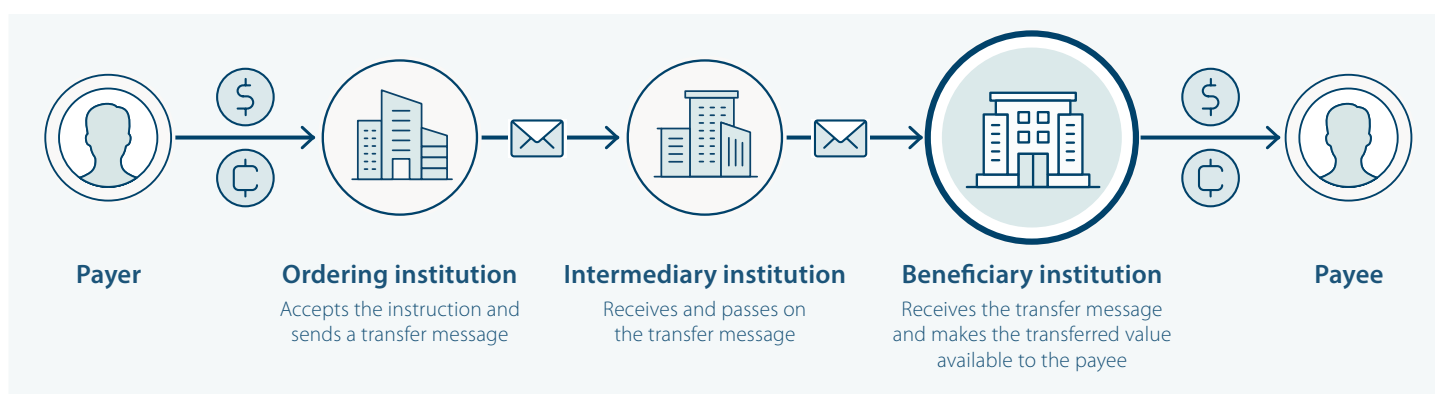 $
$
Payer
Ordering institution
Accepts the instruction and
sends a transfer message
Intermediary institution
Receives and passes on
the transfer message
Beneficiary institution
Receives the transfer message
and makes the transferred value
available to the payee
Payee